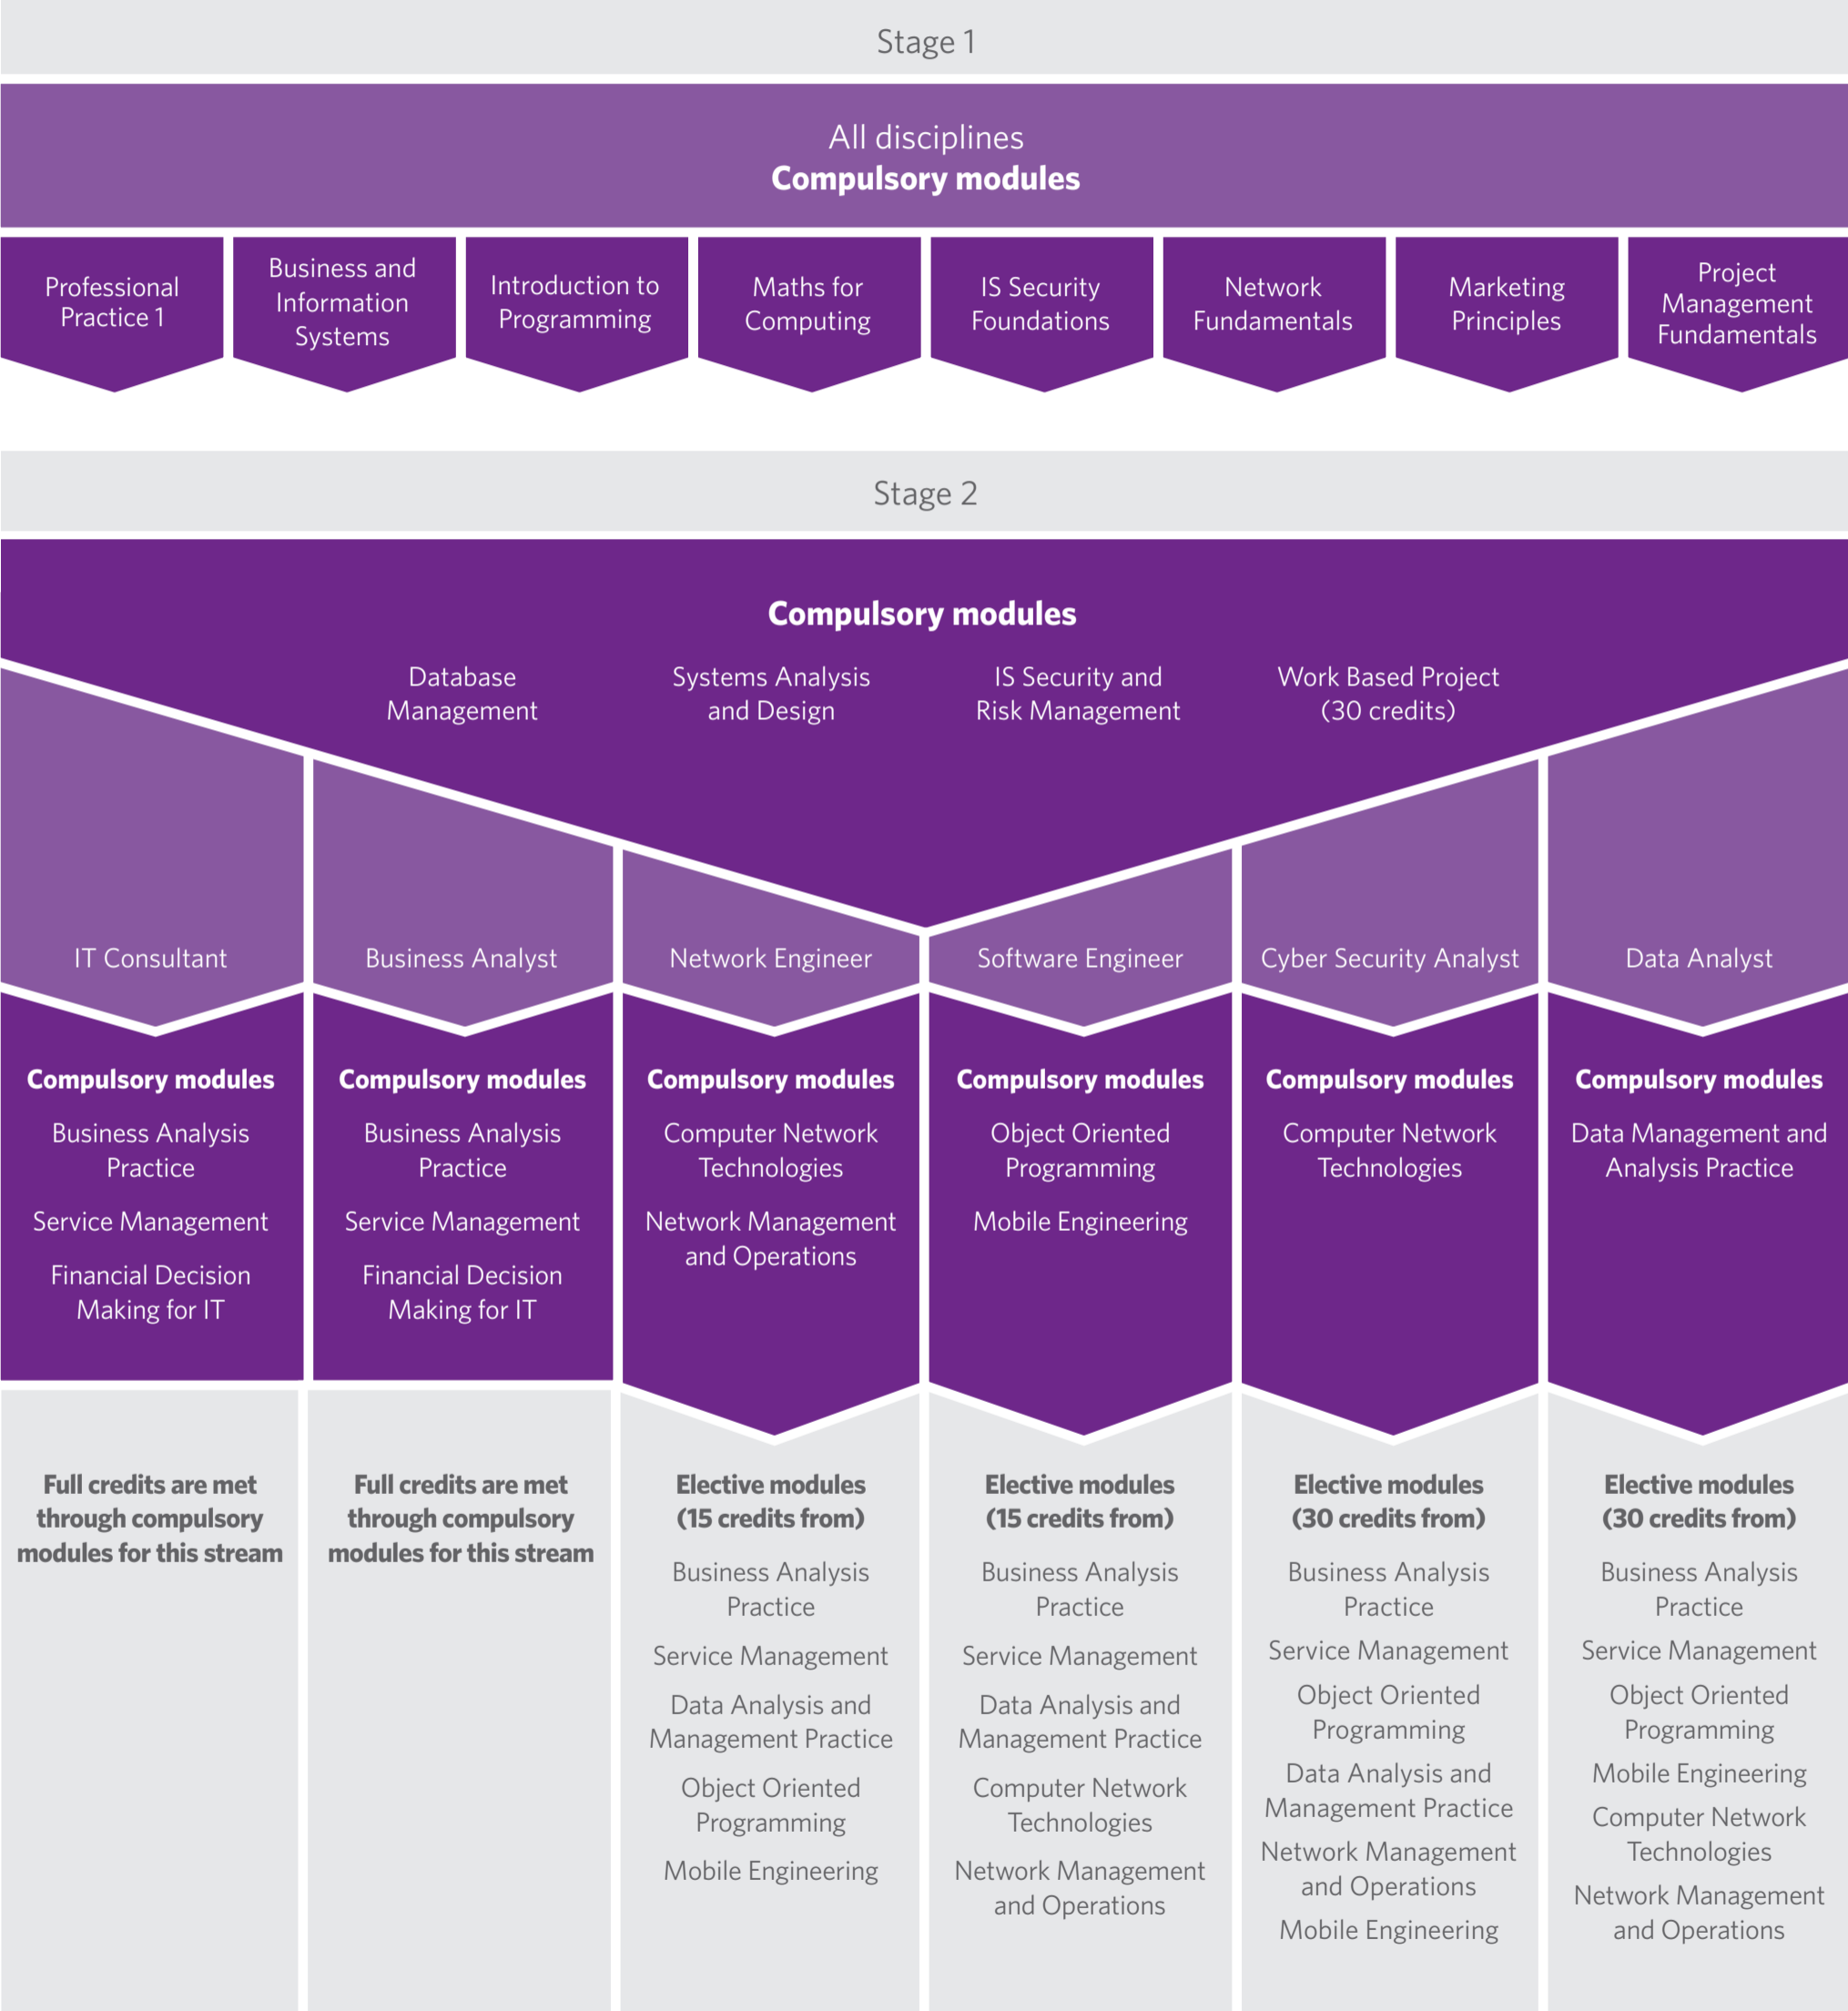 Stage 1
All disciplines
Compulsory modules
Professional
Practice 1
Business and
Information
Systems
Introduction to
Programming
Maths for
Computing
IS Security
Foundations
Network
Fundamentals
Marketing
Principles
Project
Management
Fundamentals
Stage 2
Compulsory modules
Database
Management
Systems Analysis
and Design
IS Security and
Risk Management
Work Based Project
(30 credits)
IT Consultant
Compulsory modules
Business Analysis
Practice
Service Management
Financial Decision
Making for IT
Full credits are met
through compulsory
modules for this stream
Business Analyst
Compulsory modules
Business Analysis
Practice
Service Management
Financial Decision
Making for IT
Full credits are met
through compulsory
modules for this stream
Network Engineer
Compulsory modules
Computer Network
Technologies
Network Management
and Operations
Elective modules
(15 credits from)
Business Analysis
Practice
Service Management
Data Analysis and
Management Practice
Object Oriented
Programming
Mobile Engineering
Software Engineer
Compulsory modules
Object Oriented
Programming
Mobile Engineering
Elective modules
(15 credits from)
Business Analysis
Practice
Service Management
Data Analysis and
Management Practice
Computer Network
Technologies
Network Management
and Operations
Cyber Security Analyst
Compulsory modules
Computer Network
Technologies
Elective modules
(30 credits from)
Business Analysis
Practice
Service Management
Object Oriented
Programming
Data Analysis and
Management Practice
Network Management
and Operations
Mobile Engineering
Data Analyst
Compulsory modules
Data Management and
Analysis Practice
Elective modules
(30 credits from)
Business Analysis
Practice
Service Management
Object Oriented
Programming
Mobile Engineering
Computer Network
Technologies
Network Management
and Operations